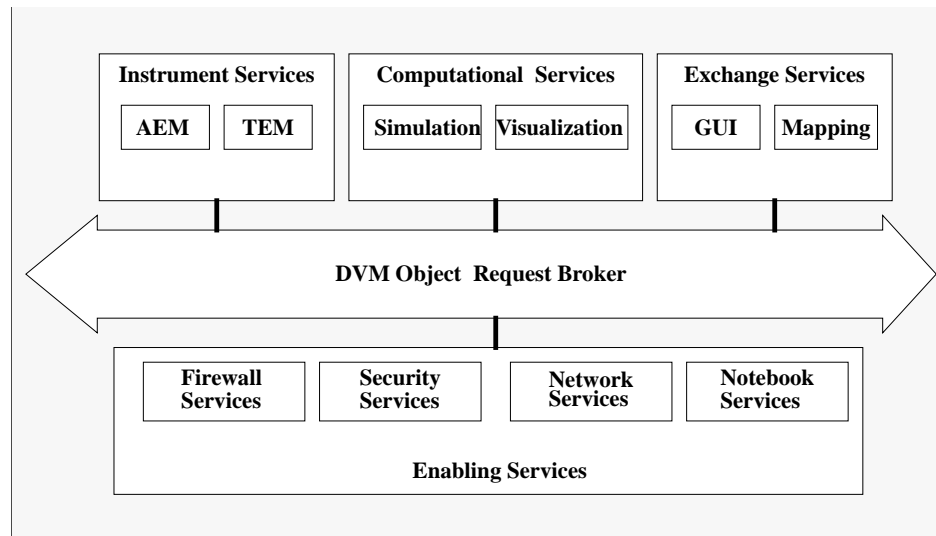 Instrument Services
Computational Services
Exchange Services
AEM
TEM
Simulation
Visualization
GUI
Mapping
DVM Object Request Broker
Firewall
Services
Security
Services
Network
Services
Notebook
Services
Enabling Services